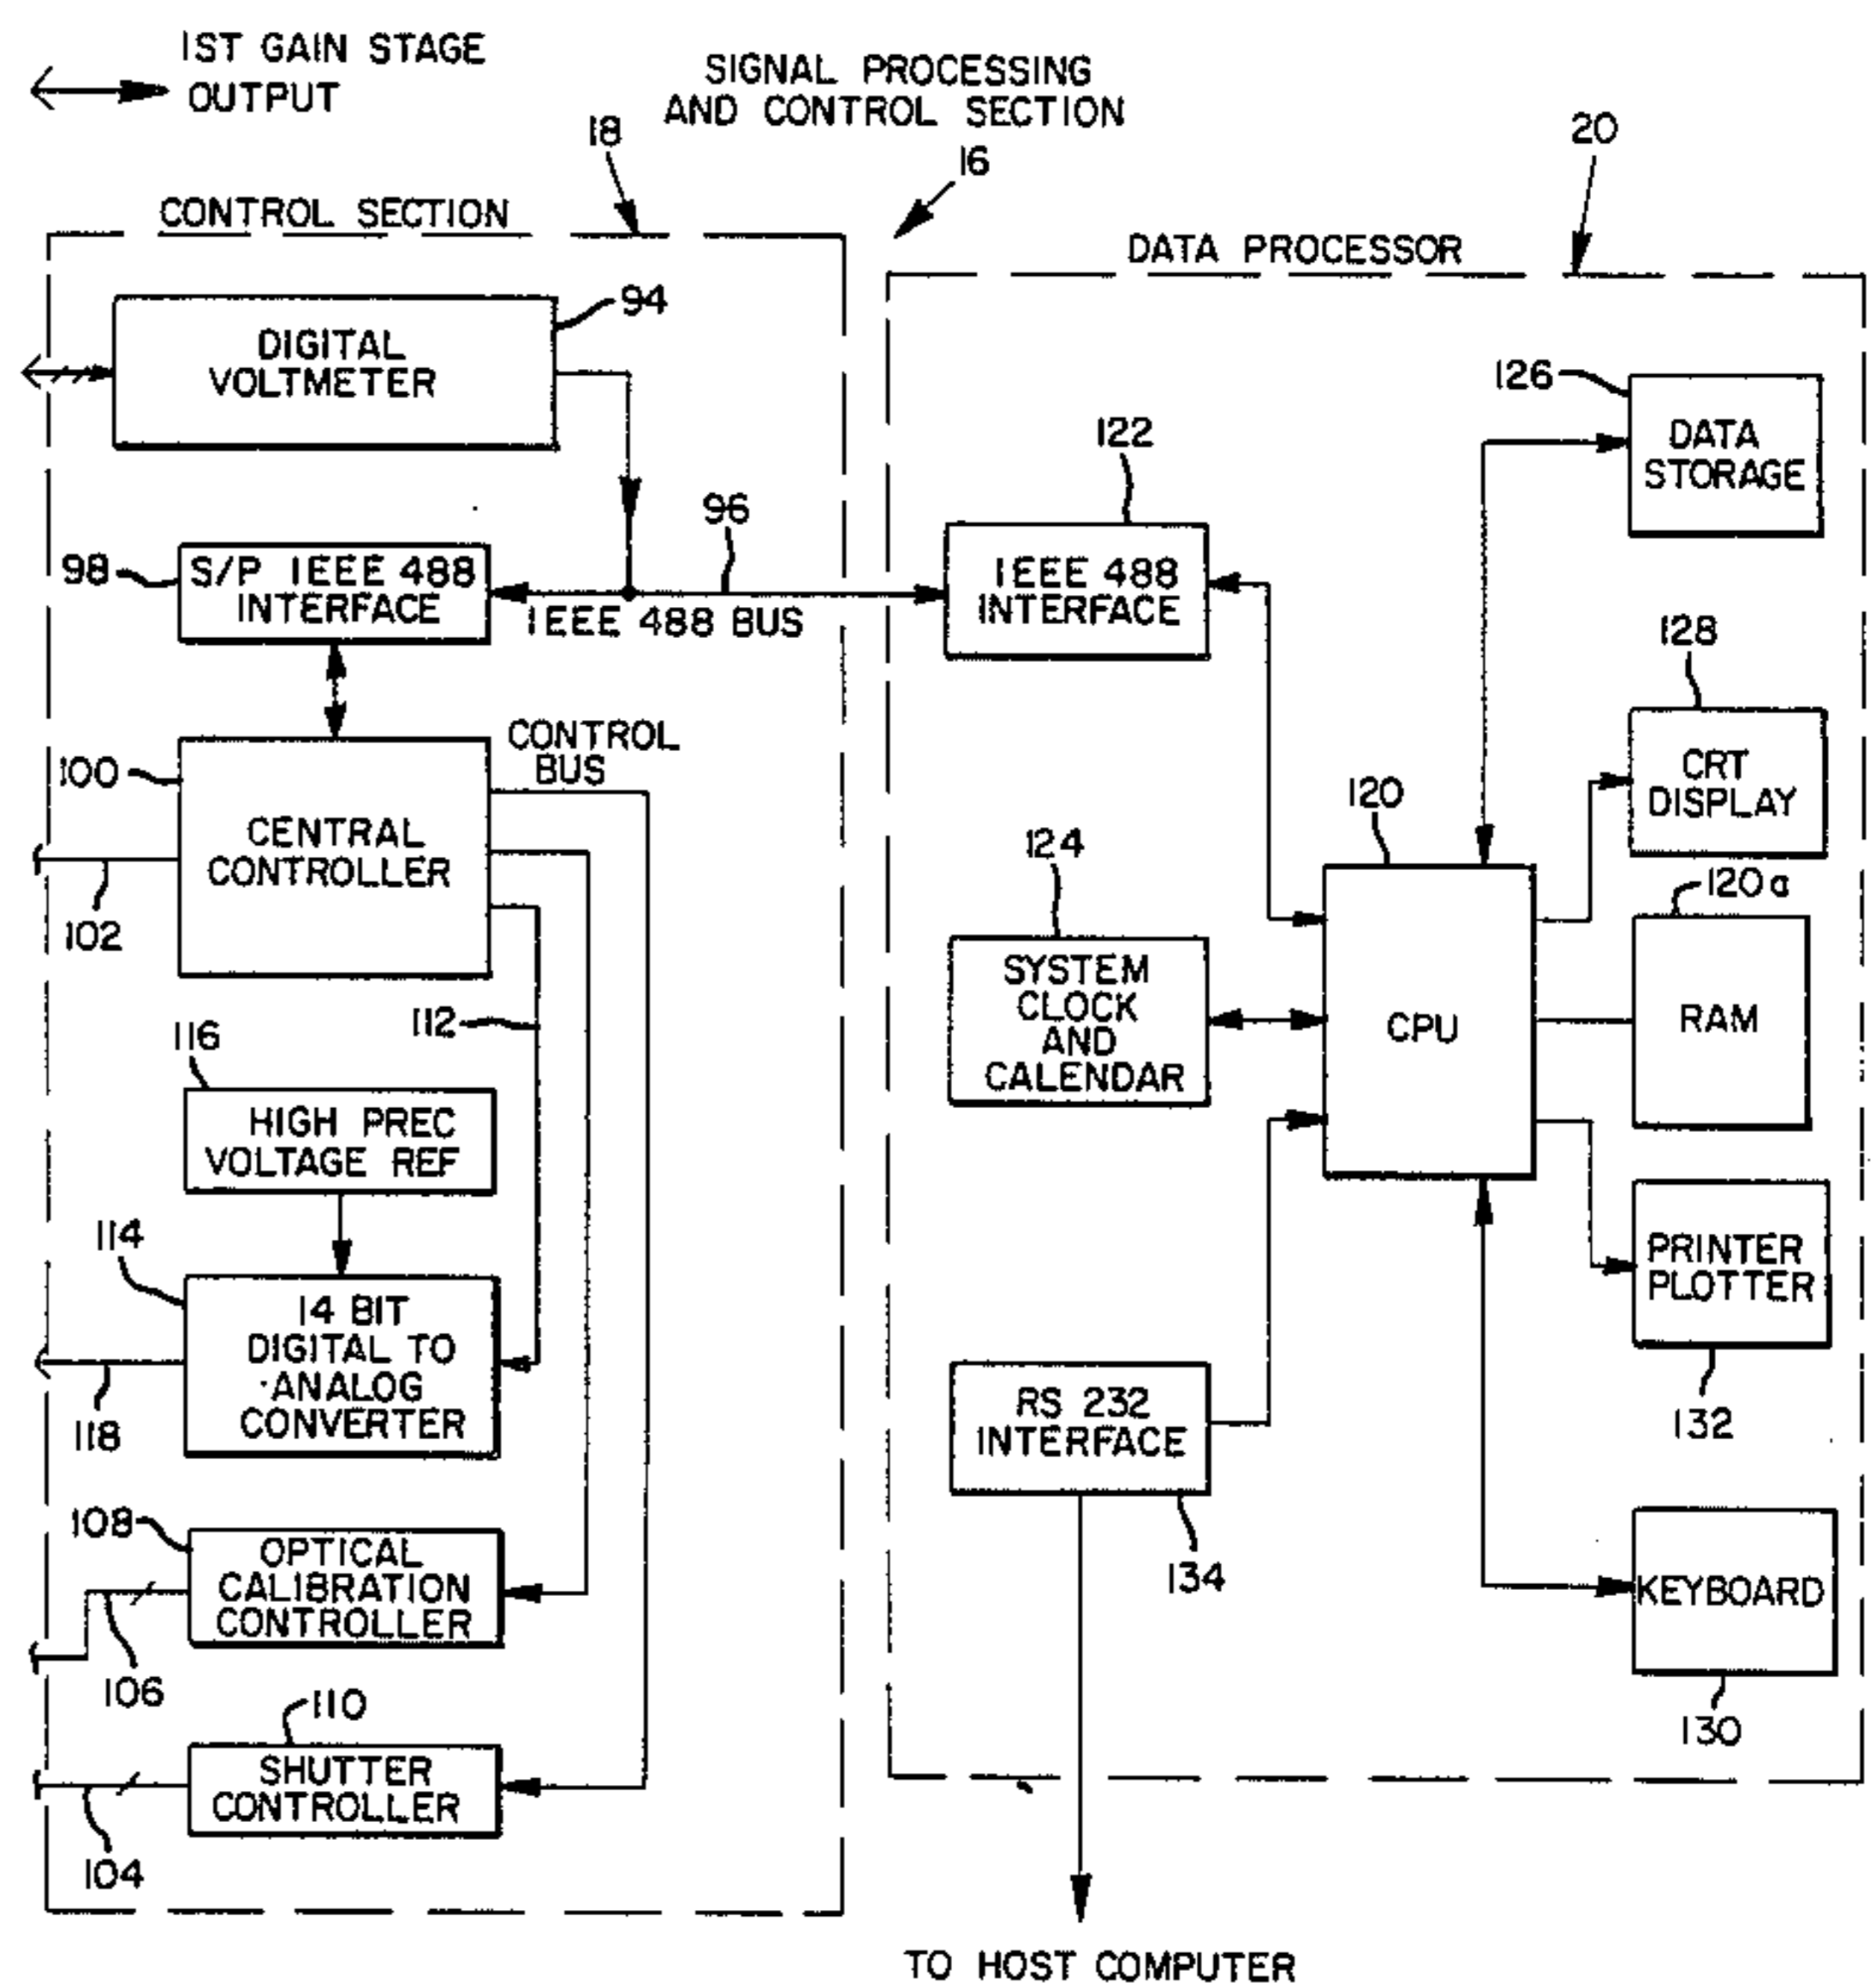 1ST GAIN STAGE
OUTPUT
SIGNAL PROCESSING
AND CONTROL SECTION
18
16
20
CONTROL SECTION
DATA PROCESSOR
94
DIGITAL
VOLTMETER
126
DATA
STORAGE
122
96
98
S/P IEEE 488
INTERFACE
IEEE 488 BUS
IEEE 488
INTERFACE
128
CRT
DISPLAY
CONTROL
BUS
100
CENTRAL
CONTROLLER
102
120
124
120a
SYSTEM
CLOCK
AND
CALENDAR
CPU
RAM
112
116
HIGH PREC
VOLTAGE REF
114
14 BIT
DIGITAL TO
ANALOG
CONVERTER
118
PRINTER
PLOTTER
132
RS 232
INTERFACE
134
108
OPTICAL
CALIBRATION
CONTROLLER
106
KEYBOARD
130
110
SHUTTER
CONTROLLER
104
TO HOST COMPUTER